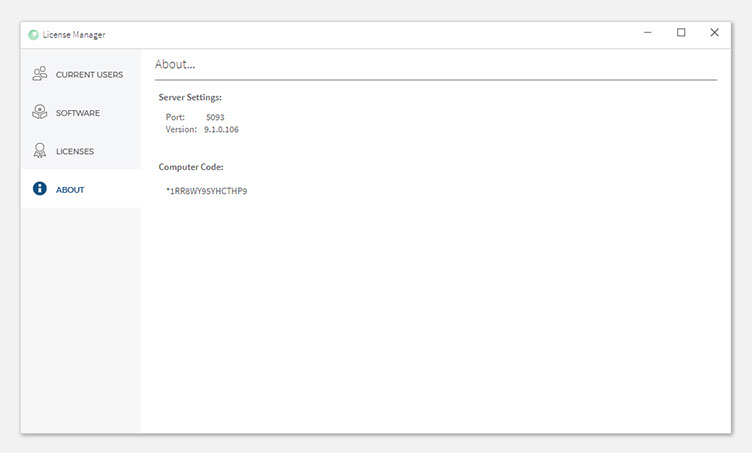 License Manager
CURRENT USERS
SOFTWARE
LICENSES
ABOUT
About...
Server Settings:
Port: 5093
Version: 9.1.0.106
Computer Code:
*1RR8WY95YHCTHP9